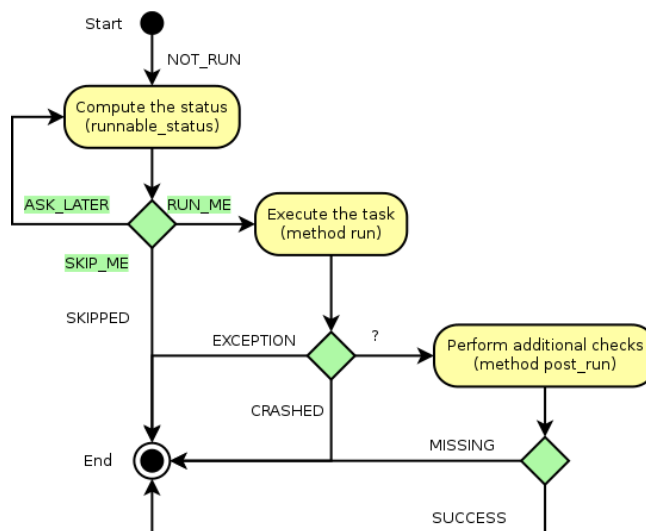 Start
NOT_RUN
Compute the status
(runnable_status)
ASK_LATER
RUN_ME
Execute the task
(method run)
SKIP_ME
SKIPPED
EXCEPTION
?
Perform additional checks
(method post_run)
CRASHED
MISSING
End
SUCCESS